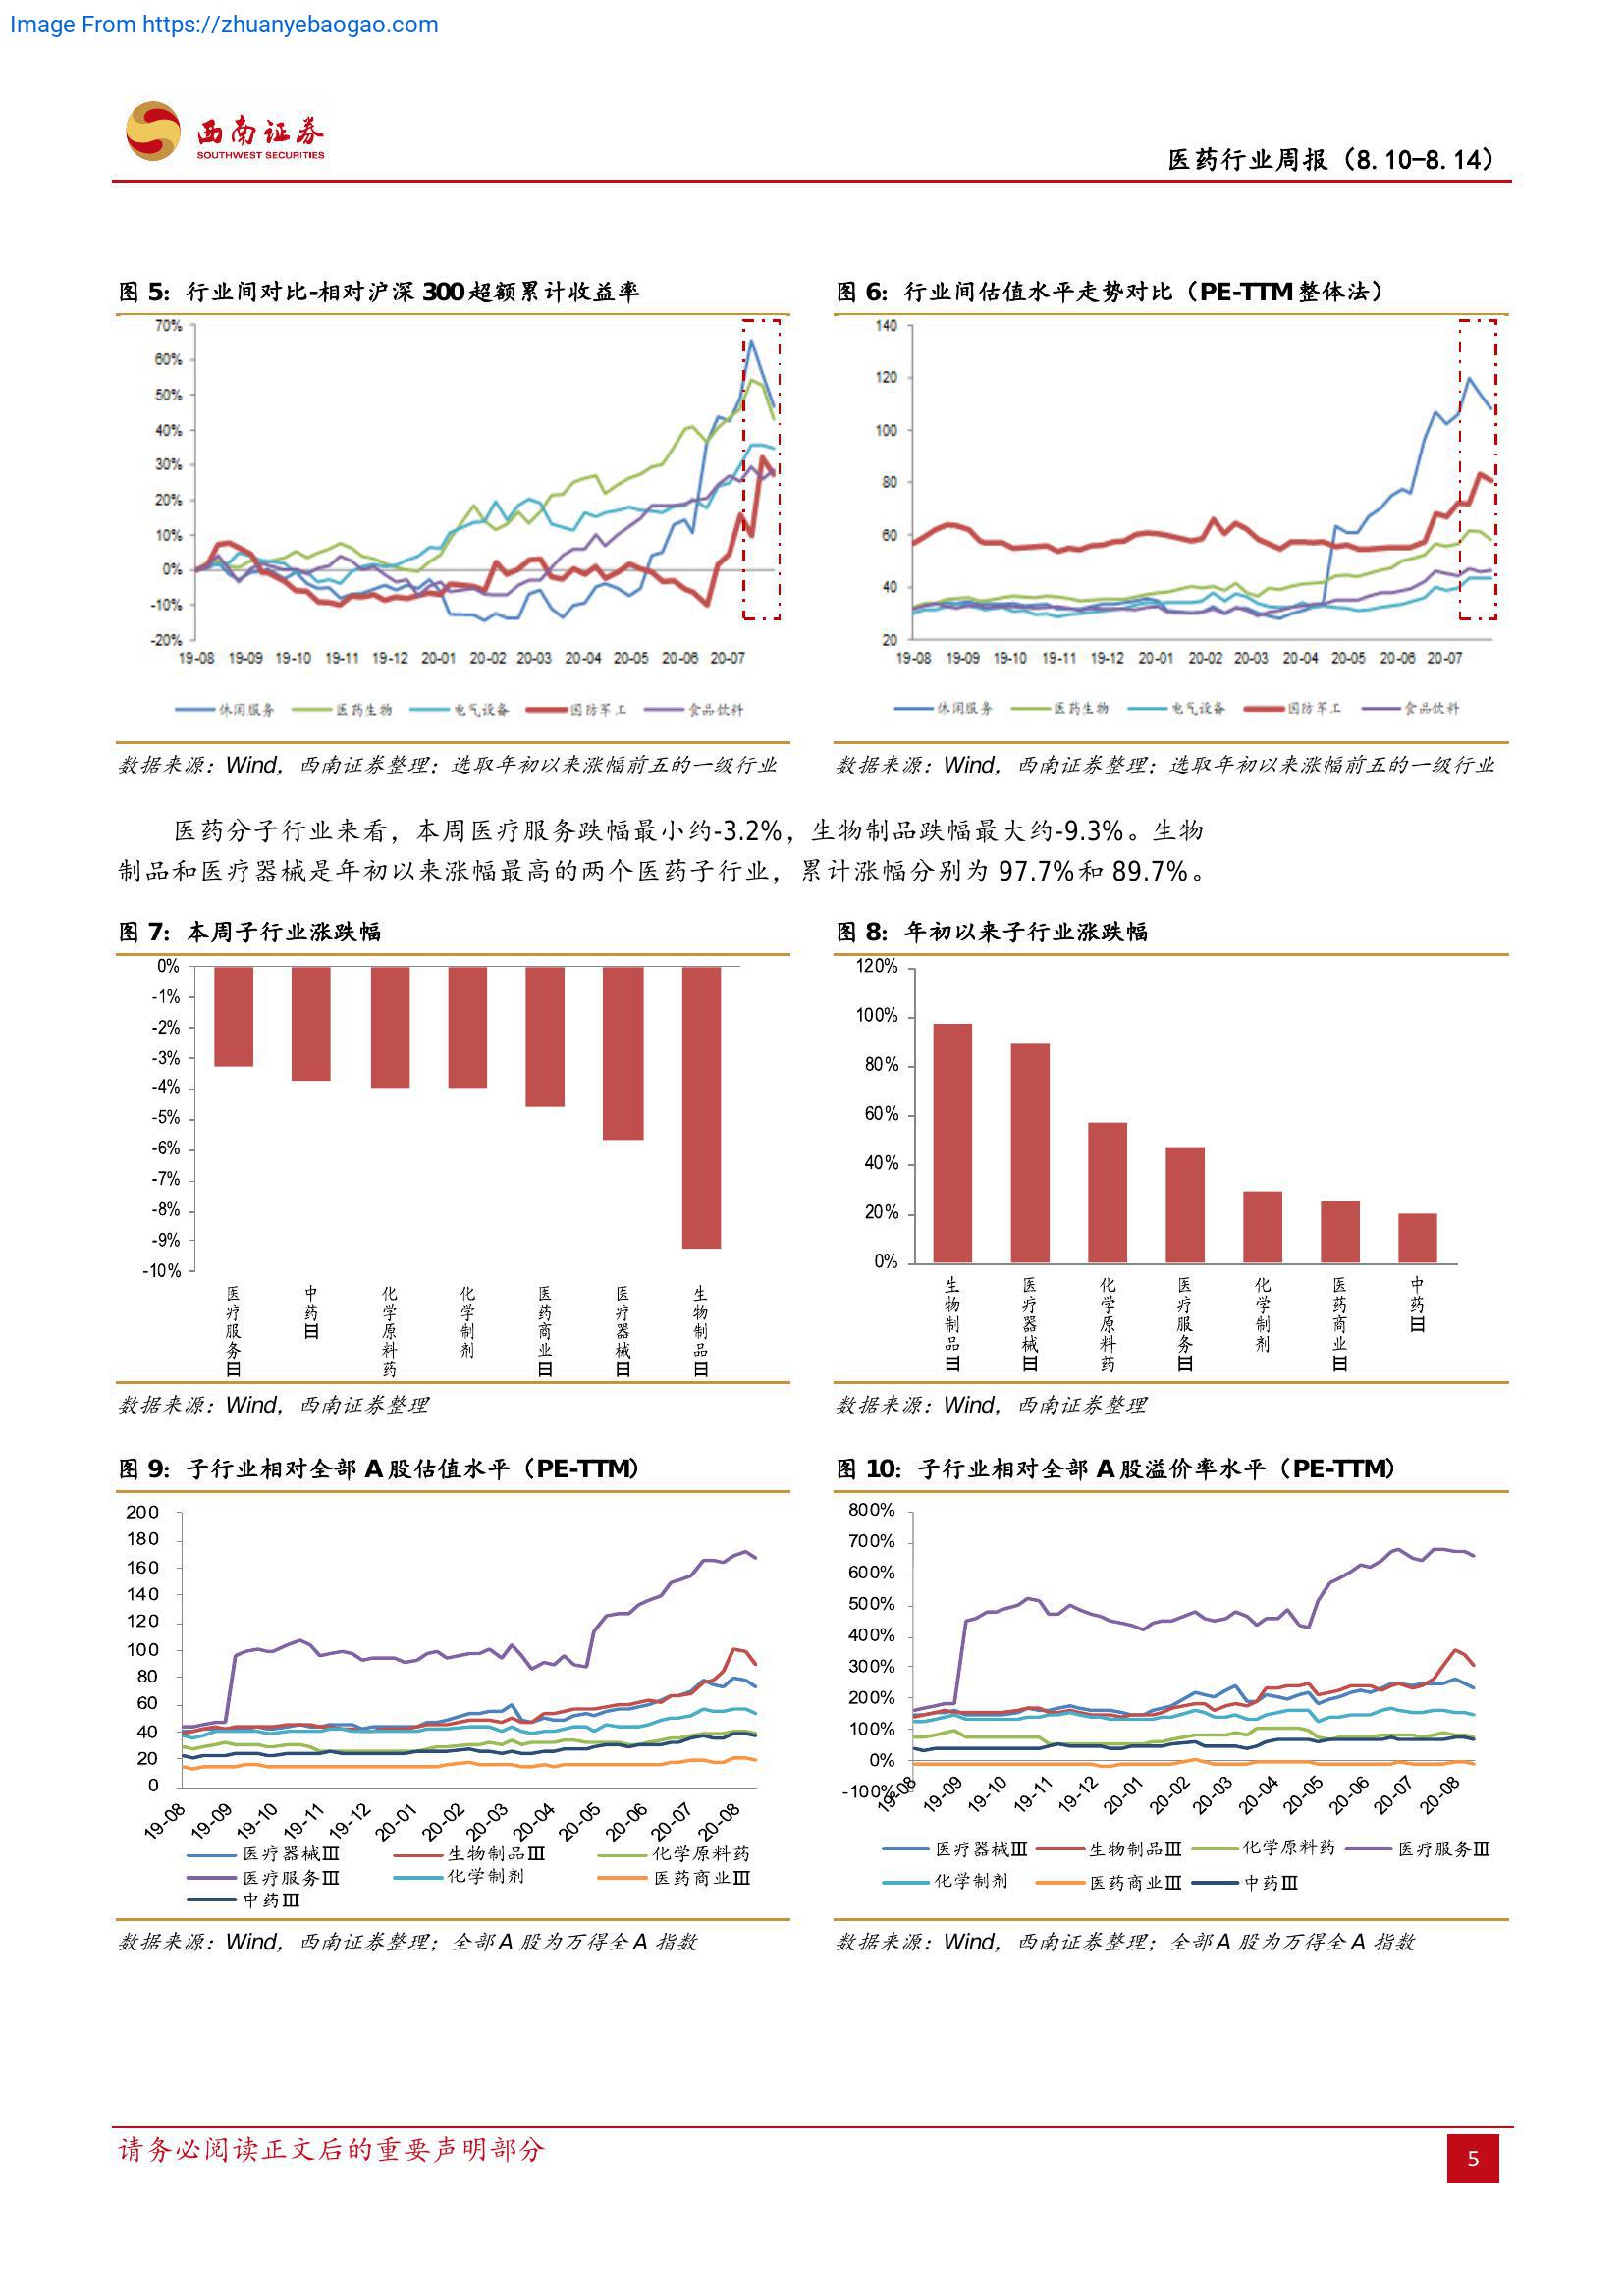 Image From https://zhuanyebaogao.com
西南证券
SOUTHWEST SECURITIES
医药行业周报（8.10-8.14）
图 5：行业间对比-相对沪深 300 超额累计收益率
70%
60%
50%
40%
30%
20%
10%
0%
-10%
-20%
19-08 19-09 19-10 19-11 19-12 20-01 20-02 20-03 20-04 20-05 20-06 20-07
休闲服务 医药生物 电气设备 国防军工 食品饮料
数据来源：Wind，西南证券整理；选取年初以来涨幅前五的一级行业
图 6：行业间估值水平走势对比（PE-TTM 整体法）
140
120
100
80
60
40
20
19-08 19-09 19-10 19-11 19-12 20-01 20-02 20-03 20-04 20-05 20-06 20-07
休闲服务 医药生物 电气设备 国防军工 食品饮料
数据来源：Wind，西南证券整理；选取年初以来涨幅前五的一级行业
医药分子行业来看，本周医疗服务跌幅最小约-3.2%，生物制品跌幅最大约-9.3%。生物
制品和医疗器械是年初以来涨幅最高的两个医药子行业，累计涨幅分别为 97.7%和 89.7%。
图 7：本周子行业涨跌幅
0%
-1%
-2%
-3%
-4%
-5%
-6%
-7%
-8%
-9%
-10%
医疗服务Ⅲ 中药Ⅲ 化学原料药 化学制剂 医药商业Ⅲ 医疗器械Ⅲ 生物制品Ⅲ
数据来源：Wind，西南证券整理
图 8：年初以来子行业涨跌幅
120%
100%
80%
60%
40%
20%
0%
生物制品Ⅲ 医疗器械Ⅲ 化学原料药 医疗服务Ⅲ 化学制剂 医药商业Ⅲ 中药Ⅲ
数据来源：Wind，西南证券整理
图 9：子行业相对全部 A 股估值水平（PE-TTM）
200
180
160
140
120
100
80
60
40
20
0
19-08 19-09 19-10 19-11 19-12 20-01 20-02 20-03 20-04 20-05 20-06 20-07 20-08
医疗器械Ⅲ 生物制品Ⅲ 化学原料药
医疗服务Ⅲ 化学制剂 医药商业Ⅲ
中药Ⅲ
数据来源：Wind，西南证券整理；全部 A 股为万得全 A 指数
图 10：子行业相对全部 A 股溢价率水平（PE-TTM）
800%
700%
600%
500%
400%
300%
200%
100%
0%
-100%
19-08 19-09 19-10 19-11 19-12 20-01 20-02 20-03 20-04 20-05 20-06 20-07 20-08
医疗器械Ⅲ 生物制品Ⅲ 化学原料药 医疗服务Ⅲ
化学制剂 医药商业Ⅲ 中药Ⅲ
数据来源：Wind，西南证券整理；全部 A 股为万得全 A 指数
请务必阅读正文后的重要声明部分
5